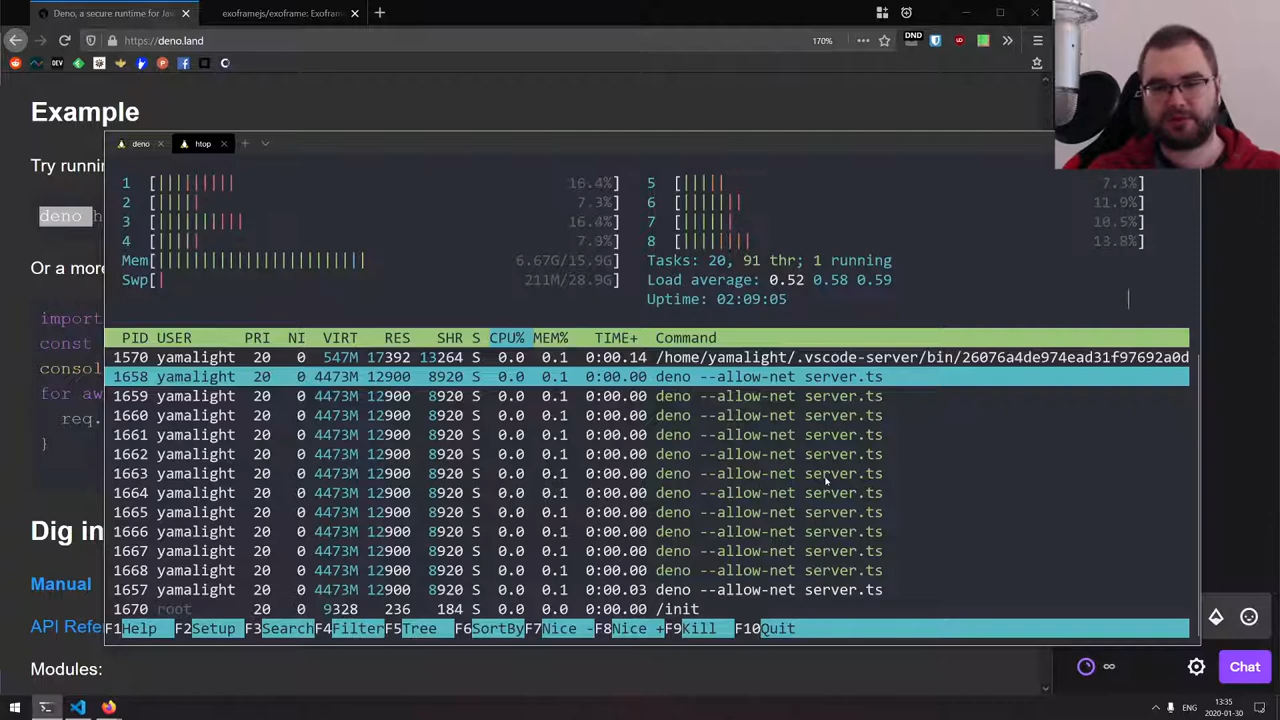 Deno, a secure runtime for Jav
exoframejs/exoframe: Exofram
https://deno.land
170%
DND
DEV
Example
Try runnin
deno h
Or a more
import
const
consol
for aw
req.
}
Dig in
Manual
API Refe
Modules:
deno
htop
1 [||||||||| 16.4%]
2 [||||| 7.3%]
3 [|||||||||| 16.4%]
4 [||||| 7.9%]
Mem[||||||||||||||||||||||| 6.67G/15.9G]
Swp[| 211M/28.9G]
5 [||||| 7.3%]
6 [||||||| 11.9%]
7 [|||||| 10.5%]
8 [|||||||| 13.8%]
Tasks: 20, 91 thr; 1 running
Load average: 0.52 0.58 0.59
Uptime: 02:09:05
PID USER PRI NI VIRT RES SHR S CPU% MEM% TIME+ Command
1570 yamalight 20 0 547M 17392 13264 S 0.0 0.1 0:00.14 /home/yamalight/.vscode-server/bin/26076a4de974ead31f97692a0d
1658 yamalight 20 0 4473M 12900 8920 S 0.0 0.1 0:00.00 deno --allow-net server.ts
1659 yamalight 20 0 4473M 12900 8920 S 0.0 0.1 0:00.00 deno --allow-net server.ts
1660 yamalight 20 0 4473M 12900 8920 S 0.0 0.1 0:00.00 deno --allow-net server.ts
1661 yamalight 20 0 4473M 12900 8920 S 0.0 0.1 0:00.00 deno --allow-net server.ts
1662 yamalight 20 0 4473M 12900 8920 S 0.0 0.1 0:00.00 deno --allow-net server.ts
1663 yamalight 20 0 4473M 12900 8920 S 0.0 0.1 0:00.00 deno --allow-net server.ts
1664 yamalight 20 0 4473M 12900 8920 S 0.0 0.1 0:00.00 deno --allow-net server.ts
1665 yamalight 20 0 4473M 12900 8920 S 0.0 0.1 0:00.00 deno --allow-net server.ts
1666 yamalight 20 0 4473M 12900 8920 S 0.0 0.1 0:00.00 deno --allow-net server.ts
1667 yamalight 20 0 4473M 12900 8920 S 0.0 0.1 0:00.00 deno --allow-net server.ts
1668 yamalight 20 0 4473M 12900 8920 S 0.0 0.1 0:00.00 deno --allow-net server.ts
1657 yamalight 20 0 4473M 12900 8920 S 0.0 0.1 0:00.03 deno --allow-net server.ts
1670 root 20 0 9328 236 184 S 0.0 0.0 0:00.00 /init
F1Help F2Setup F3SearchF4FilterF5Tree F6SortByF7Nice -F8Nice +F9Kill F10Quit
Chat
ENG
13:35
2020-01-30